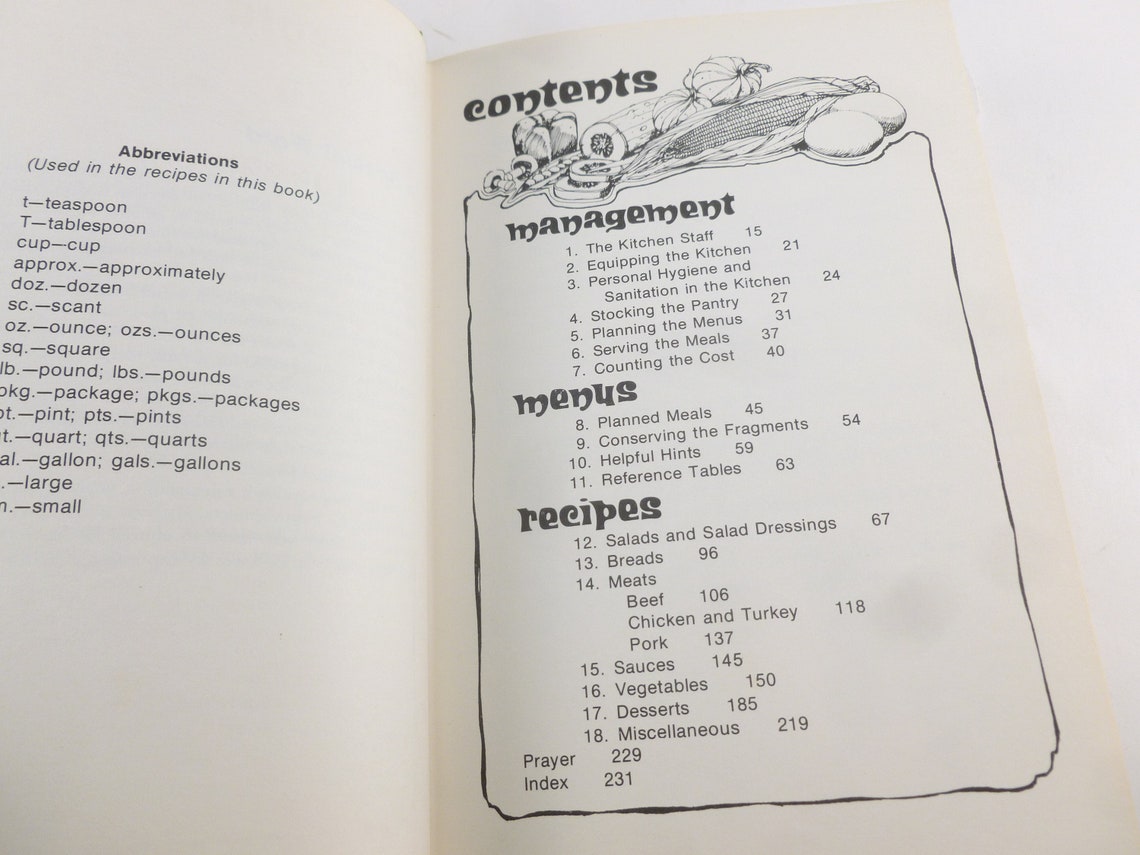 Abbreviations
(Used in the recipes in this book)
t—teaspoon
T—tablespoon
cup—cup
approx.—approximately
doz.—dozen
sc.—scant
oz.—ounce; ozs.—ounces
sq.—square
lb.—pound; lbs.—pounds
pkg.—package; pkgs.—packages
pt.—pint; pts.—pints
t.—quart; qts.—quarts
al.—gallon; gals.—gallons
.—large
m.—small
contents
management
1. The Kitchen Staff 15
2. Equipping the Kitchen 21
3. Personal Hygiene and
Sanitation in the Kitchen 24
4. Stocking the Pantry 27
5. Planning the Menus 31
6. Serving the Meals 37
7. Counting the Cost 40
menus
8. Planned Meals 45
9. Conserving the Fragments 54
10. Helpful Hints 59
11. Reference Tables 63
recipes
12. Salads and Salad Dressings 67
13. Breads 96
14. Meats
Beef 106
Chicken and Turkey 118
Pork 137
15. Sauces 145
16. Vegetables 150
17. Desserts 185
18. Miscellaneous 219
Prayer 229
Index 231